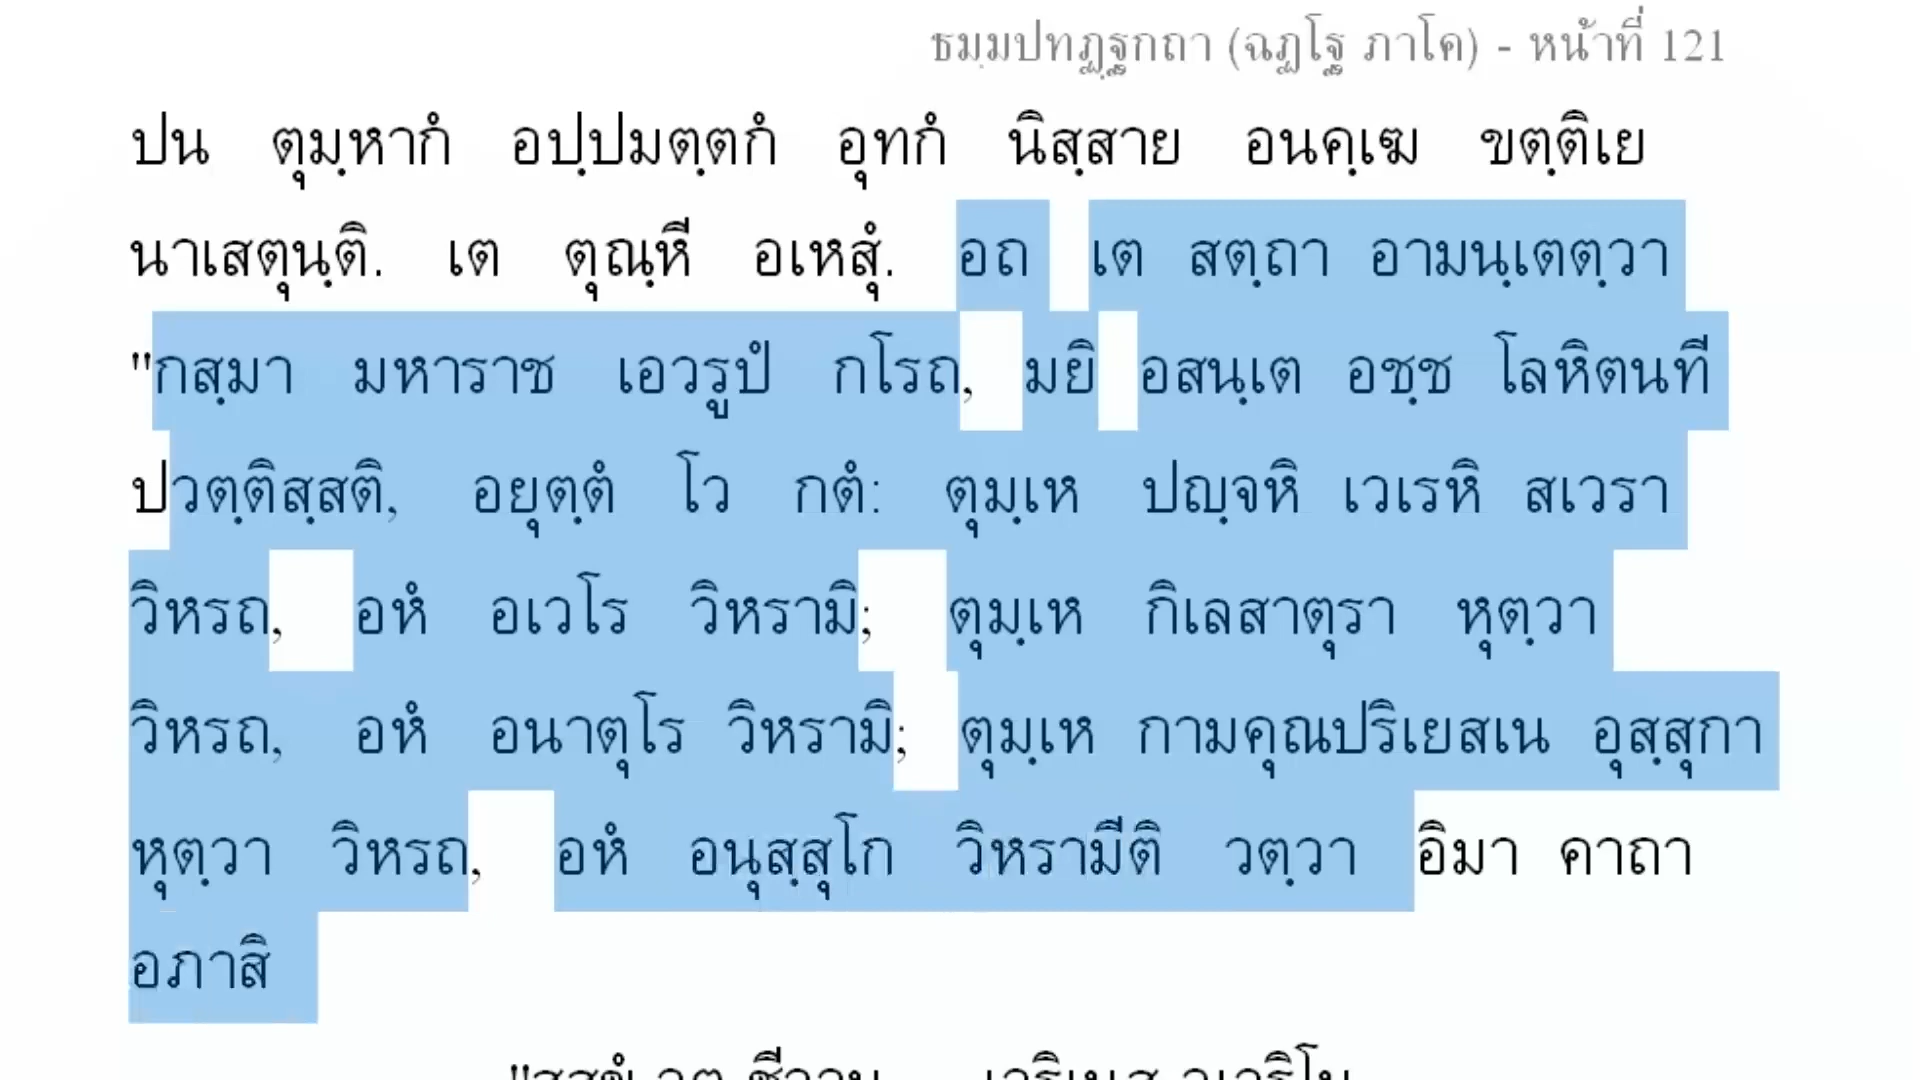 ธมฺมปทฏฺฐกถา (ฉฏฺโฐ ภาโค) - หน้าที่ 121
ปน ตุมฺหากํ อปฺปมตฺตกํ อุทกํ นิสฺสาย อนคฺเฆ ขตฺติเย
นาเสตุนฺติ. เต ตุณฺหี อเหสุํ. อถ เต สตฺถา อามนฺเตตฺวา
"กสฺมา มหาราช เอวรูปํ กโรถ, มยิ อสนฺเต อชฺช โลหิตนที
ปวตฺติสฺสติ, อยุตฺตํ โว กตํ: ตุมฺเห ปญฺจหิ เวเรหิ สเวรา
วิหรถ, อหํ อเวโร วิหรามิ; ตุมฺเห กิเลสาตุรา หุตฺวา
วิหรถ, อหํ อนาตุโร วิหรามิ; ตุมฺเห กามคุณปริเยสเน อุสฺสุกา
หุตฺวา วิหรถ, อหํ อนุสฺสุโก วิหรามีติ วตฺวา อิมา คาถา
อภาสิ